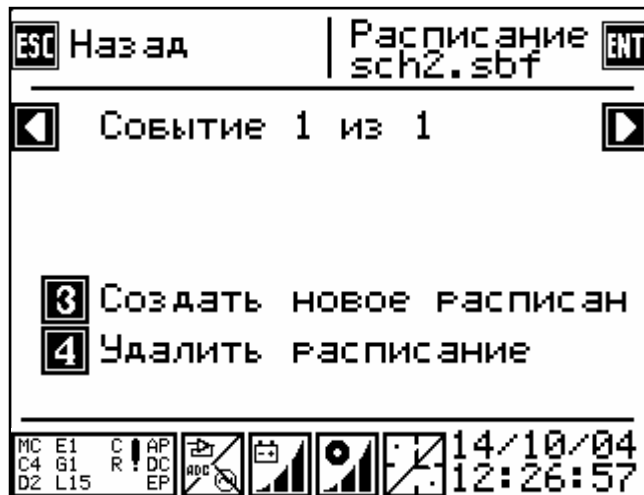 ESC Назад Расписание ENT
sch2.sbf
Событие 1 из 1
3 Создать новое расписан
4 Удалить расписание
MC E1 C AP
C4 G1 R ! DC
D2 L15 EP
ADC
14/10/04
12:26:57